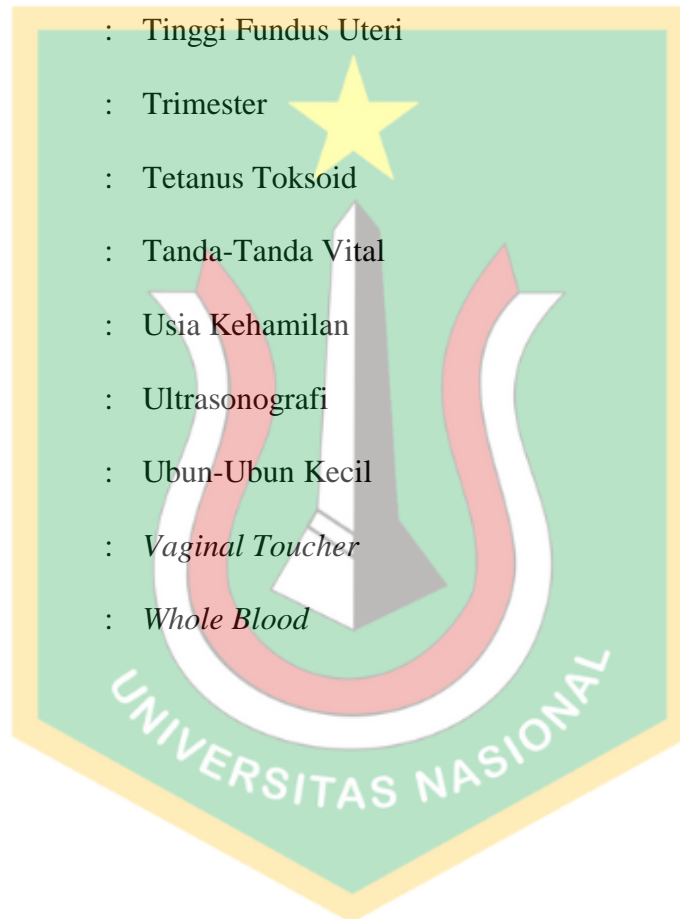 : Tinggi Fundus Uteri
: Trimester
: Tetanus Toksoid
: Tanda-Tanda Vital
: Usia Kehamilan
: Ultrasonografi
: Ubun-Ubun Kecil
: Vaginal Toucher
: Whole Blood
UNIVERSITAS NASIONAL